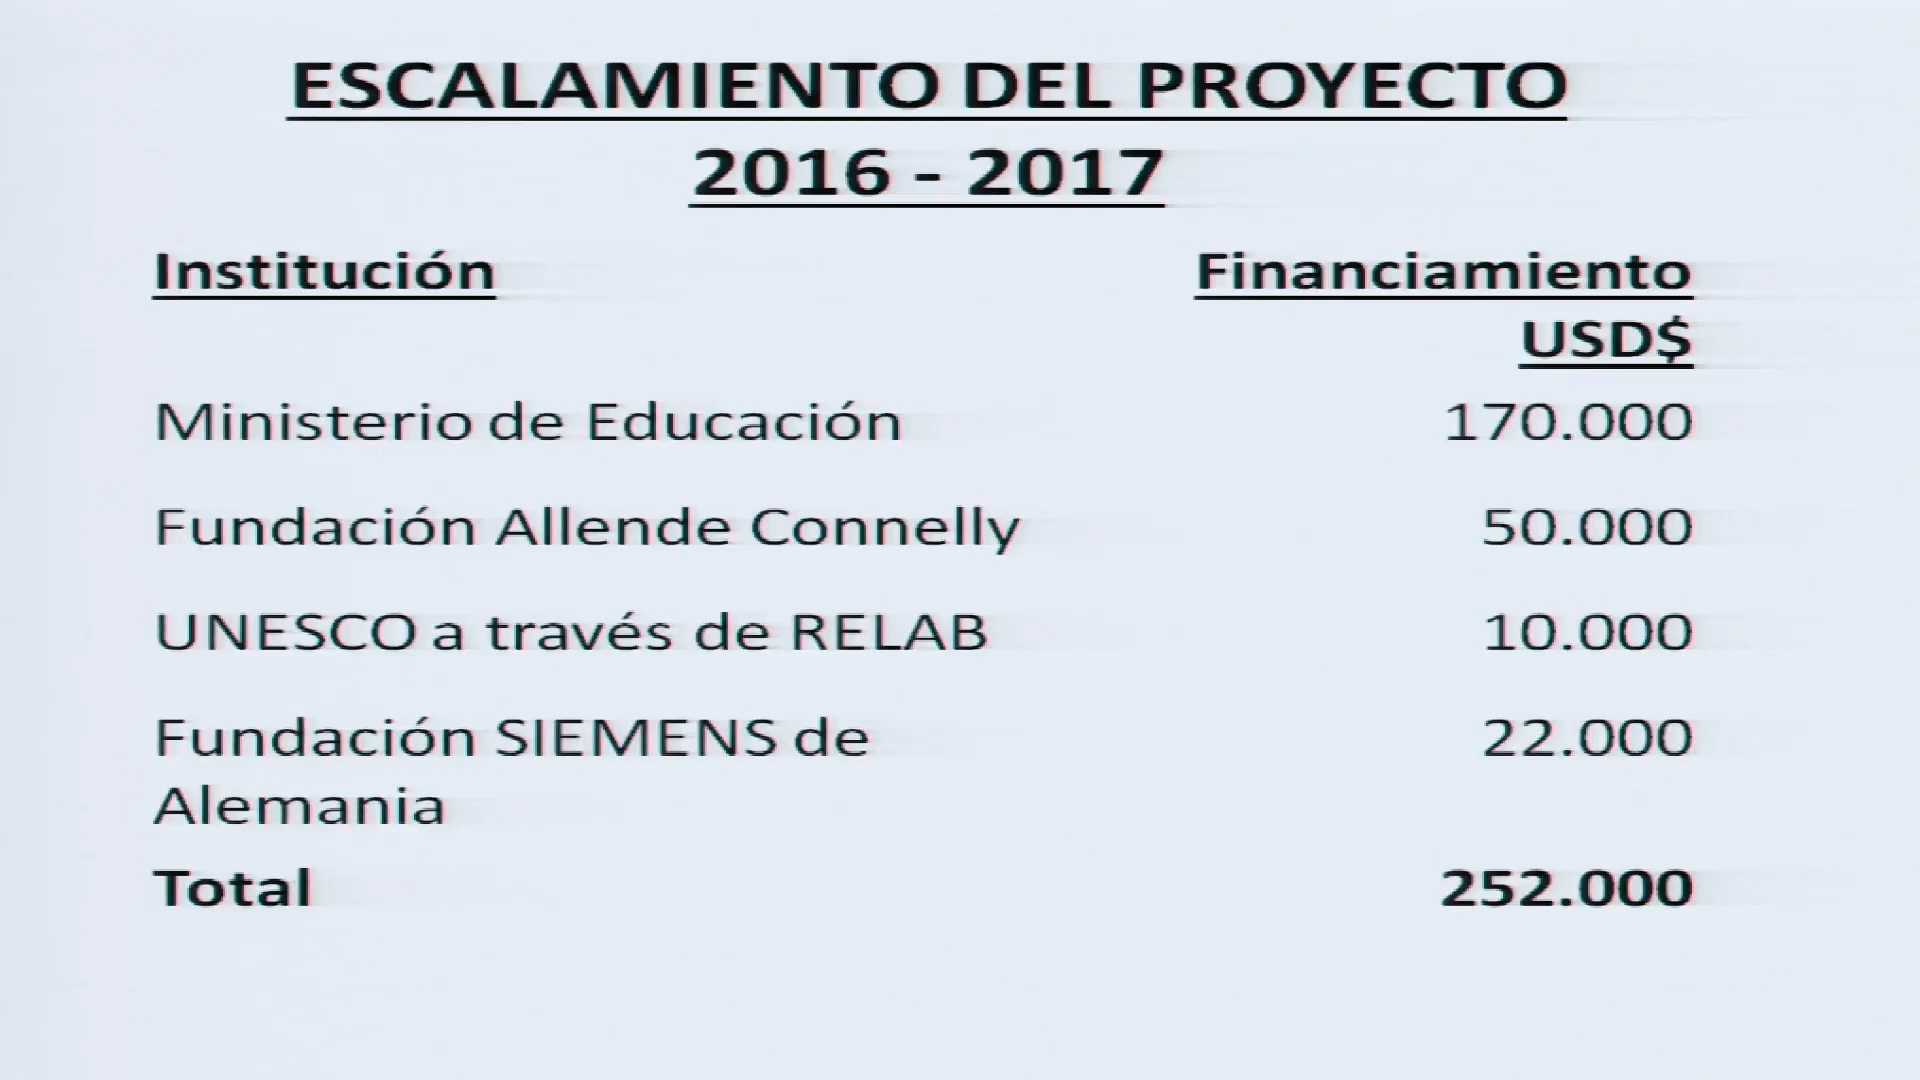 ESCALAMIENTO DEL PROYECTO
2016 - 2017
Institución Financiamiento
USD$
Ministerio de Educación 170.000
Fundación Allende Connelly 50.000
UNESCO a través de RELAB 10.000
Fundación SIEMENS de 22.000
Alemania
Total 252.000